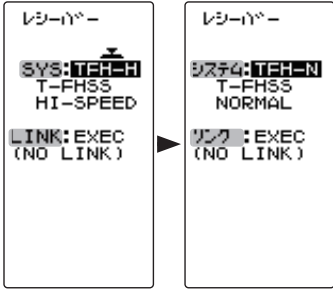 レシーバー
SYS:TFH-H
T-FHSS
HI-SPEED
LINK:EXEC
(NO LINK)
レシーバー
システム:TFH-N
T-FHSS
NORMAL
リンク:EXEC
(NO LINK)